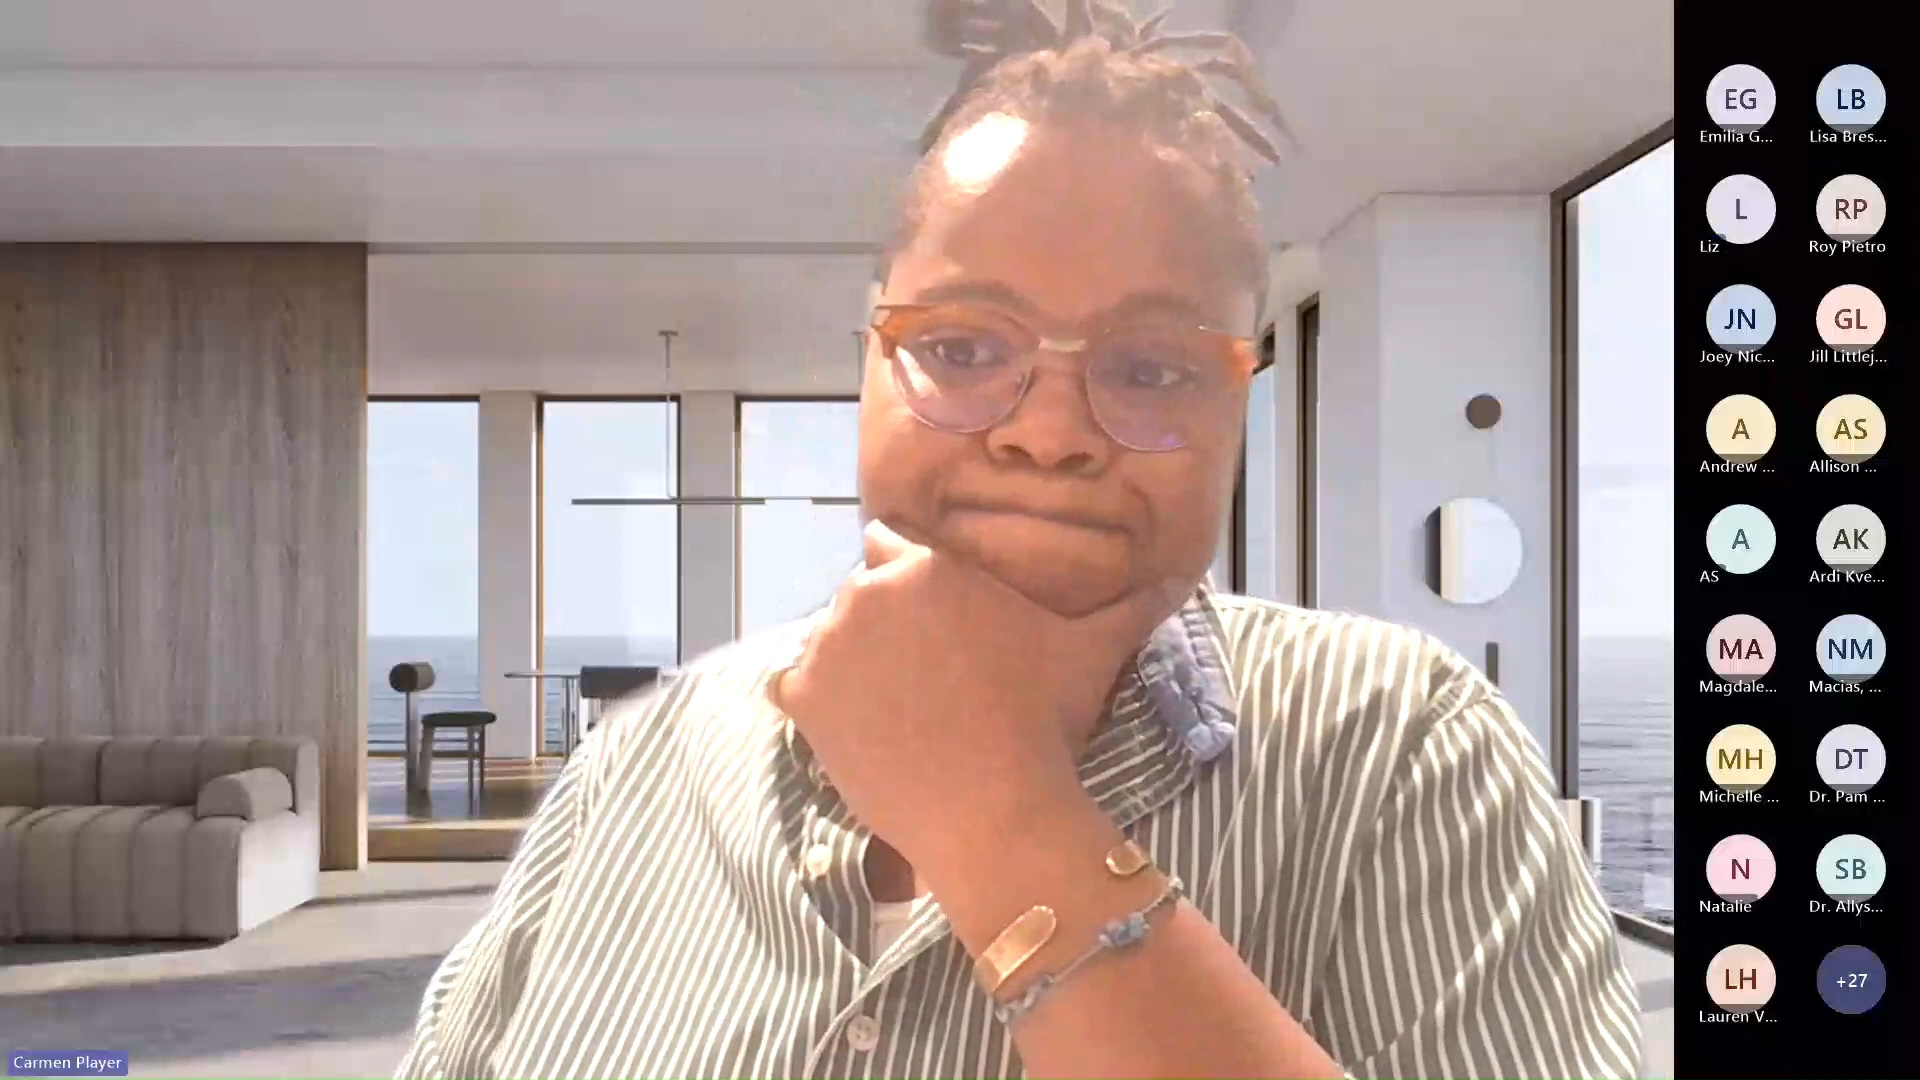 EG
Emilia G...
LB
Lisa Bres...
L
Liz
RP
Roy Pietro
JN
Joey Nic...
GL
Jill Littlej...
A
Andrew ...
AS
Allison ...
A
AS
AK
Ardi Kve...
MA
Magdale...
NM
Macias, ...
MH
Michelle ...
DT
Dr. Pam ...
N
Natalie
SB
Dr. Allys...
LH
Lauren V...
+27
Carmen Player